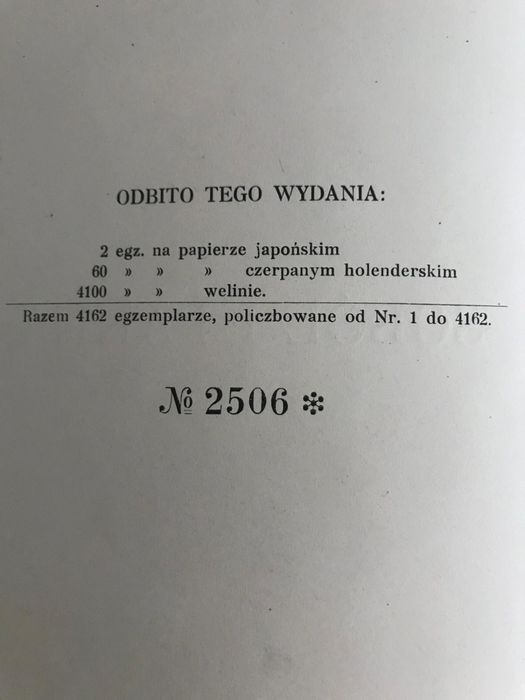 ODBITO TEGO WYDANIA:
2 egz. na papierze japońskim
60 » » » czerpanym holenderskim
4100 » » welinie.
Razem 4162 egzemplarze, policzbowane od Nr. 1 do 4162.
№ 2506 ✻